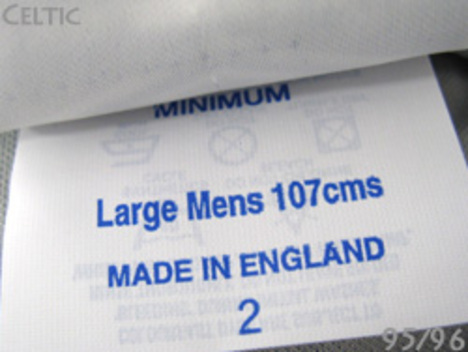 CELTIC
MINIMUM
Large Mens 107cms
MADE IN ENGLAND
2
95/96